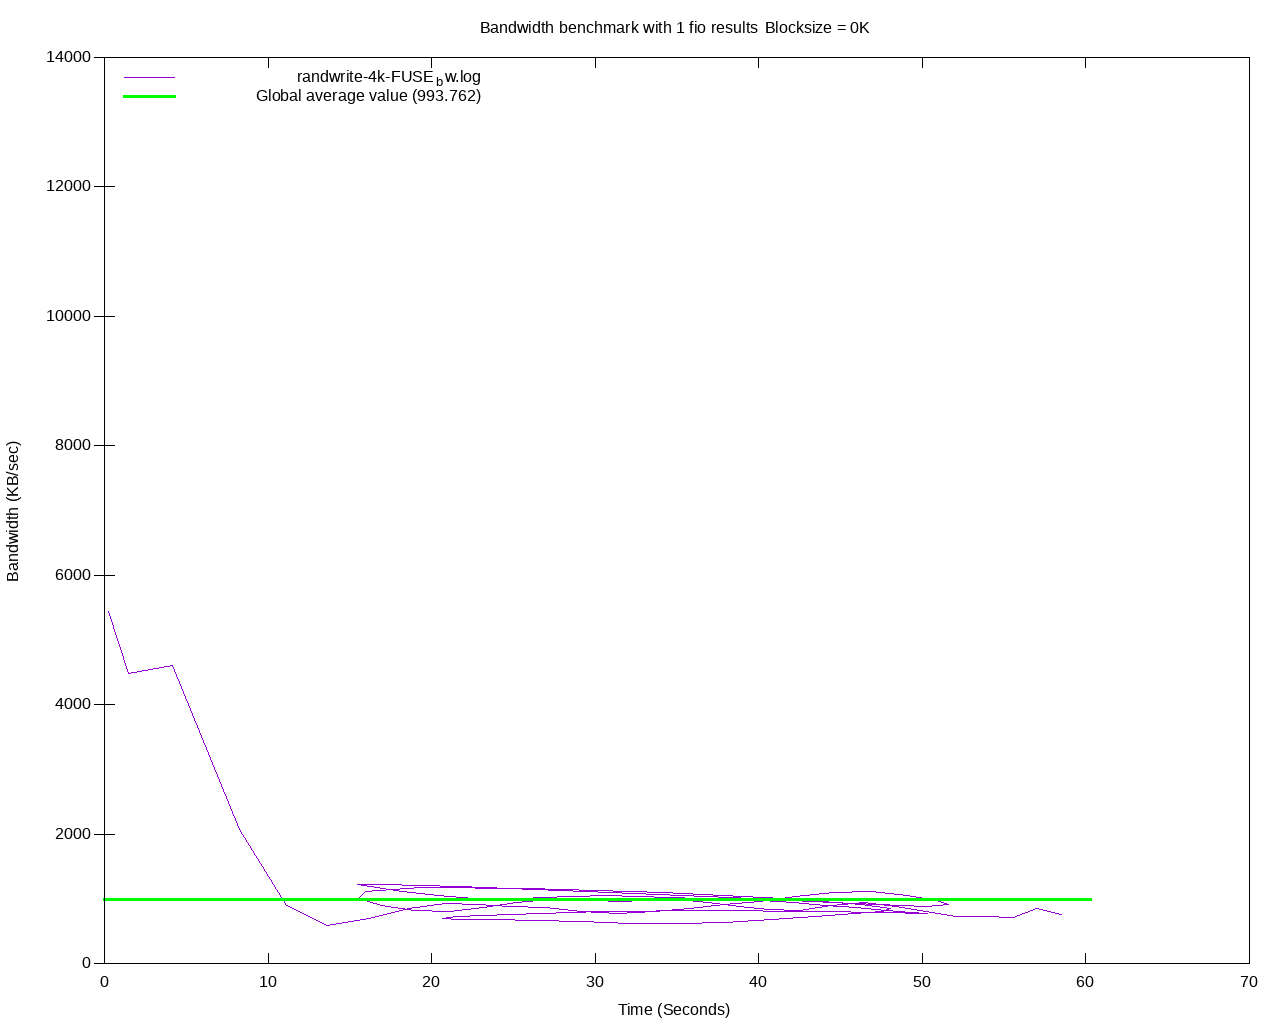 Bandwidth benchmark with 1 fio results Blocksize = 0K
randwrite-4k-FUSE_bw.log
Global average value (993.762)
14000
12000
10000
8000
6000
4000
2000
0
Bandwidth (KB/sec)
0 10 20 30 40 50 60 70
Time (Seconds)